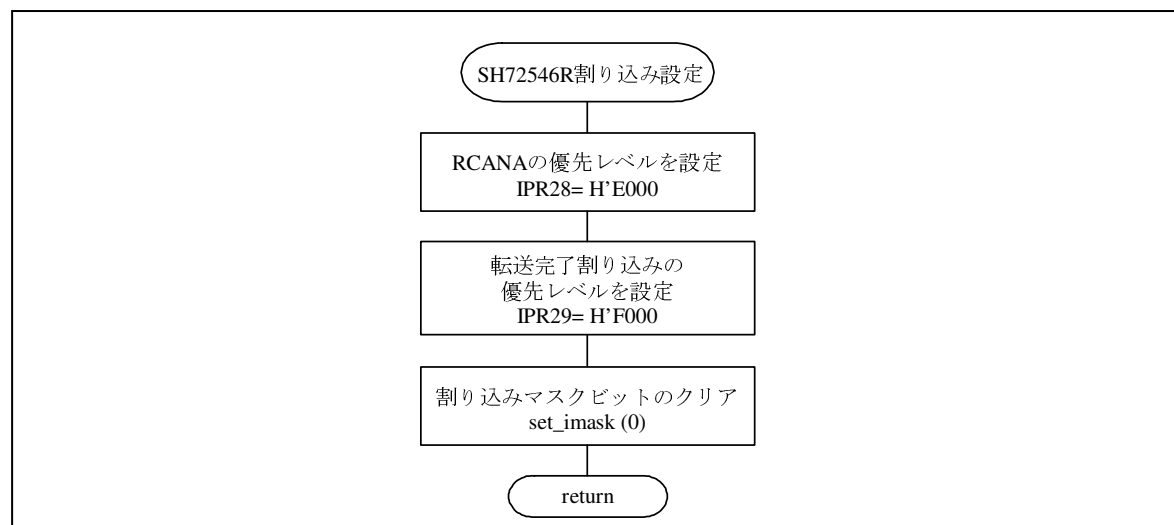 SH72546R割り込み設定
RCANAの優先レベルを設定
IPR28= H'E000
転送完了割り込みの
優先レベルを設定
IPR29= H'F000
割り込みマスクビットのクリア
set_imask (0)
return